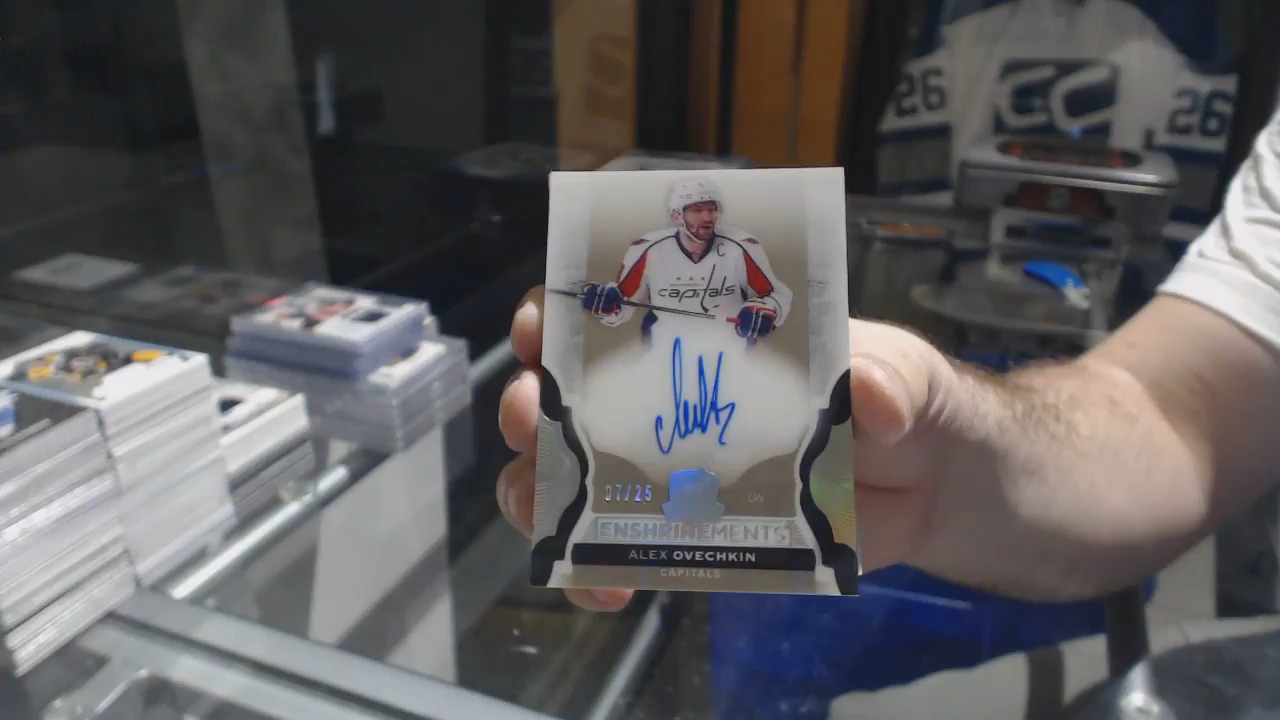 26
26
C
capitals
07/25
LW
ENSHRINEMENTS
ALEX OVECHKIN
CAPITALS